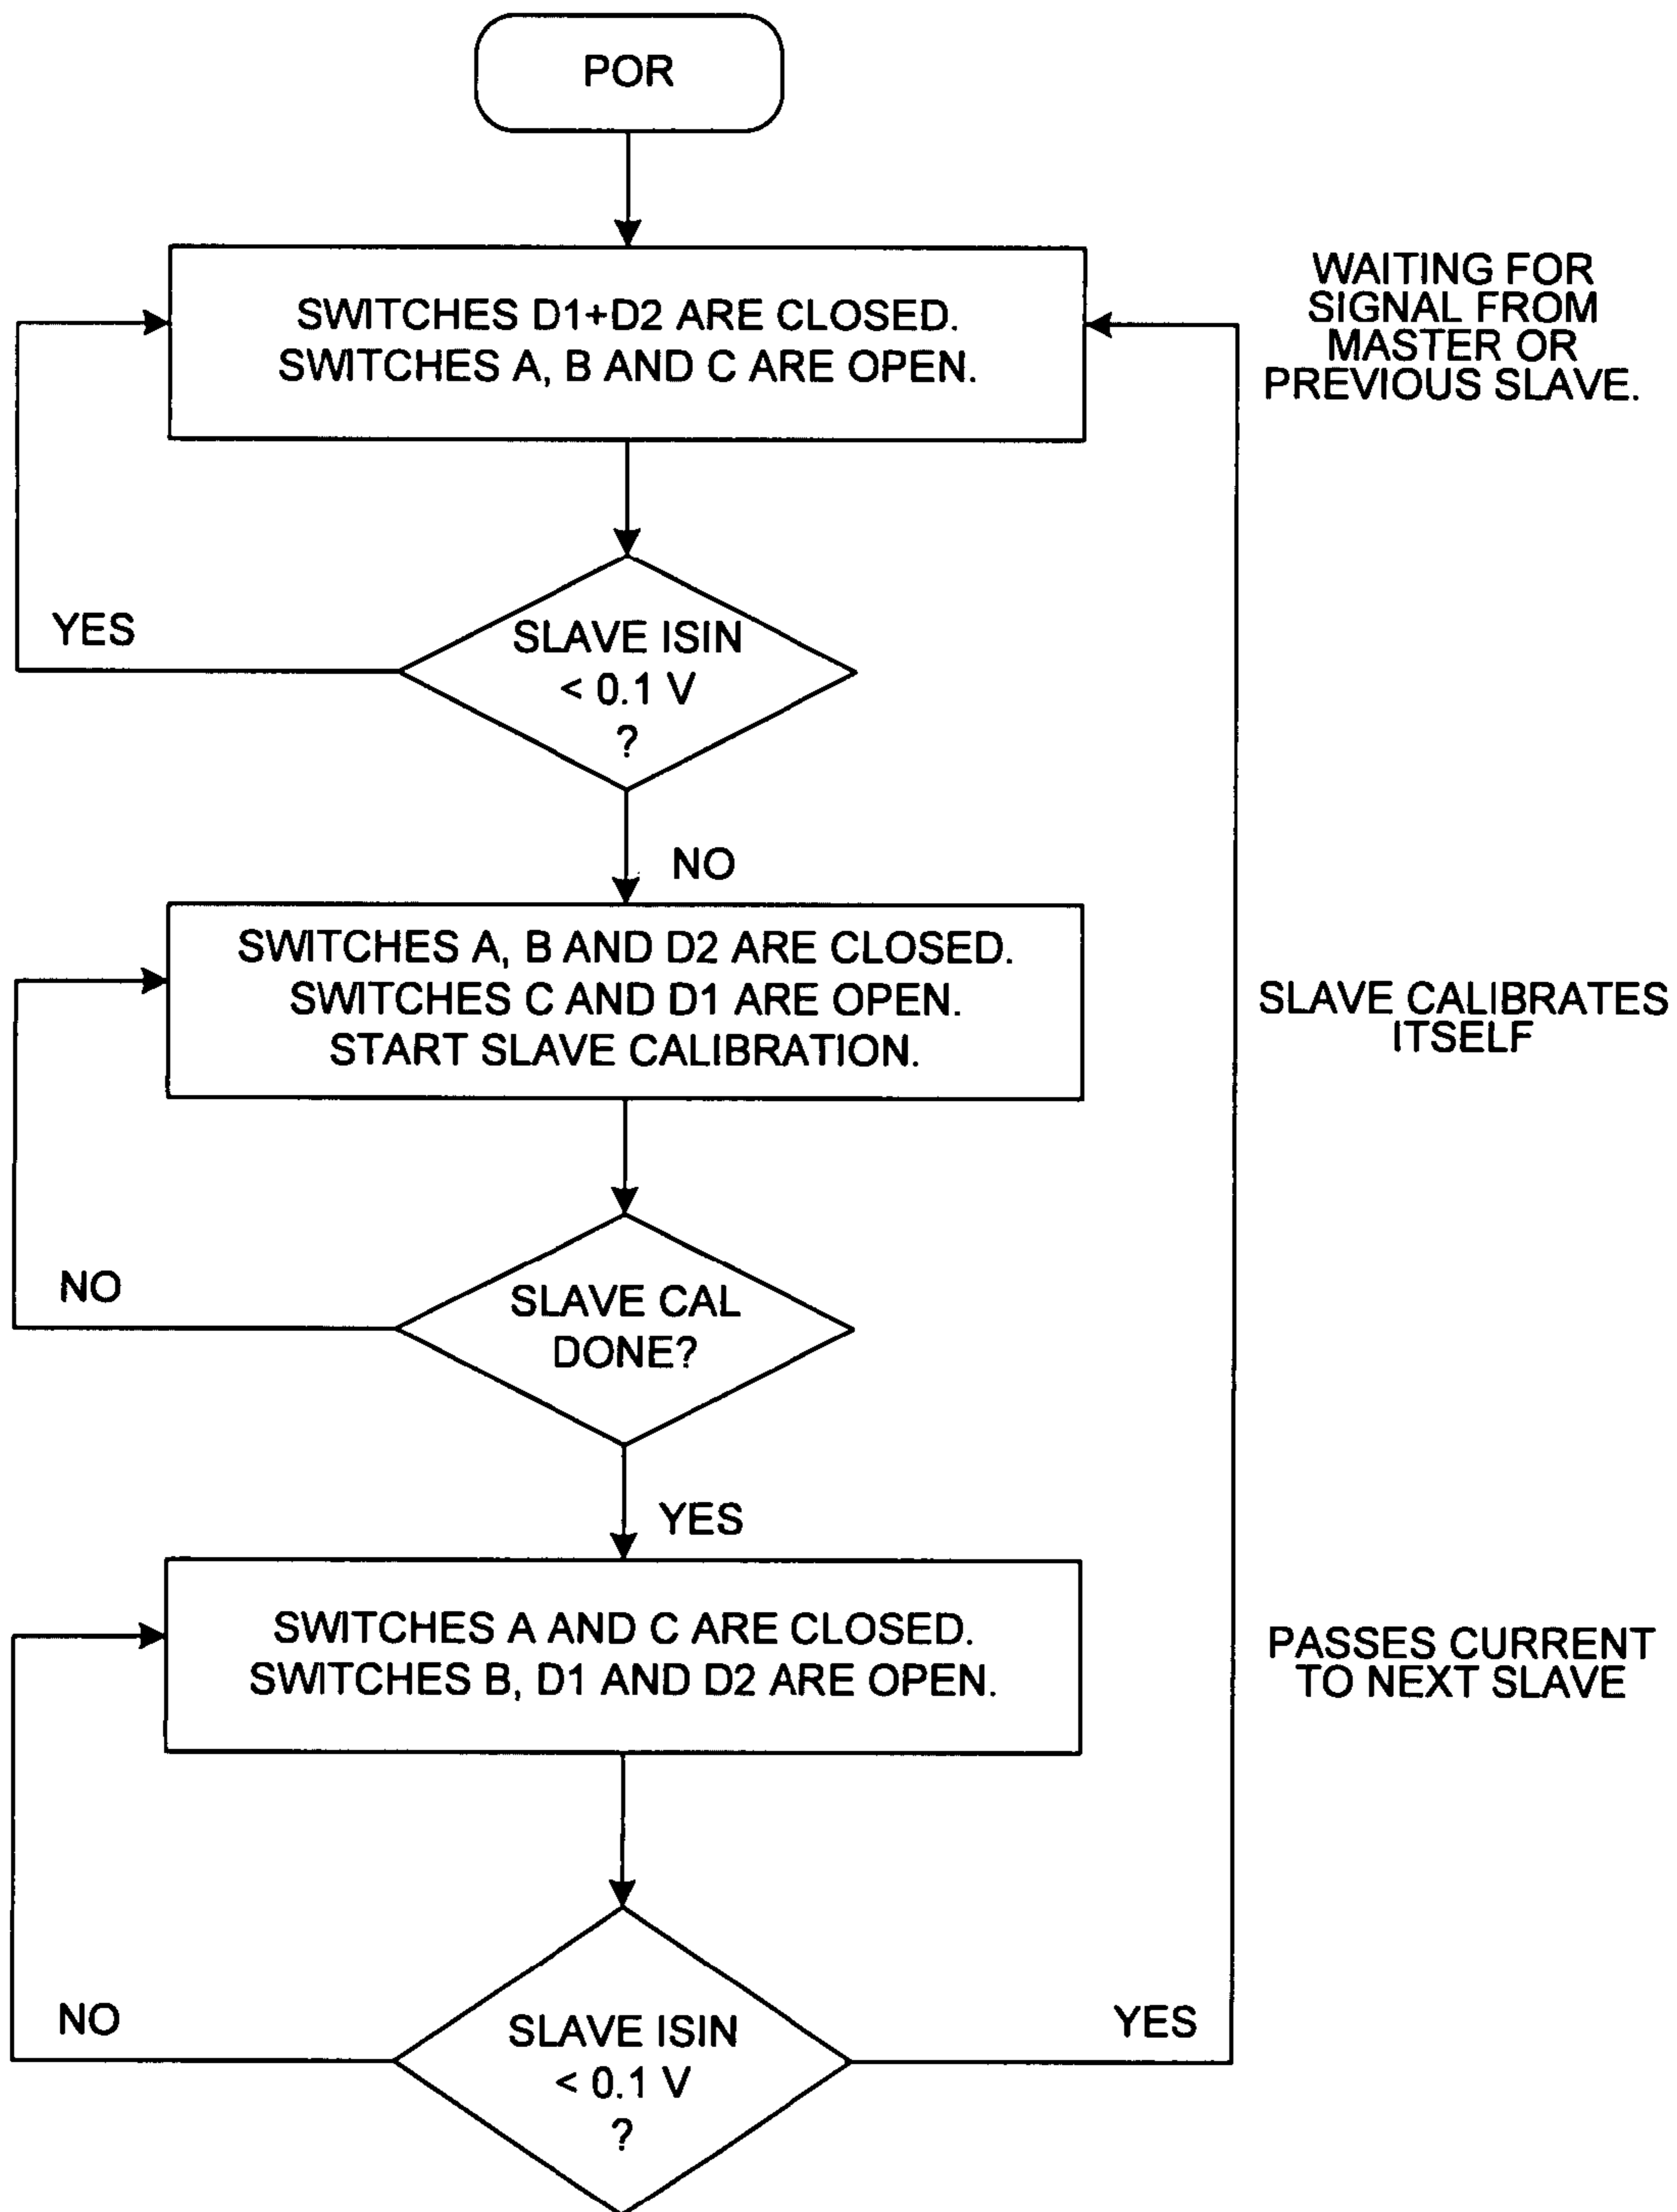 POR
SWITCHES D1+D2 ARE CLOSED.
SWITCHES A, B AND C ARE OPEN.
WAITING FOR
SIGNAL FROM
MASTER OR
PREVIOUS SLAVE.
YES
SLAVE ISIN
< 0.1 V
?
NO
SWITCHES A, B AND D2 ARE CLOSED.
SWITCHES C AND D1 ARE OPEN.
START SLAVE CALIBRATION.
SLAVE CALIBRATES
ITSELF
NO
SLAVE CAL
DONE?
YES
SWITCHES A AND C ARE CLOSED.
SWITCHES B, D1 AND D2 ARE OPEN.
PASSES CURRENT
TO NEXT SLAVE
NO
SLAVE ISIN
< 0.1 V
?
YES